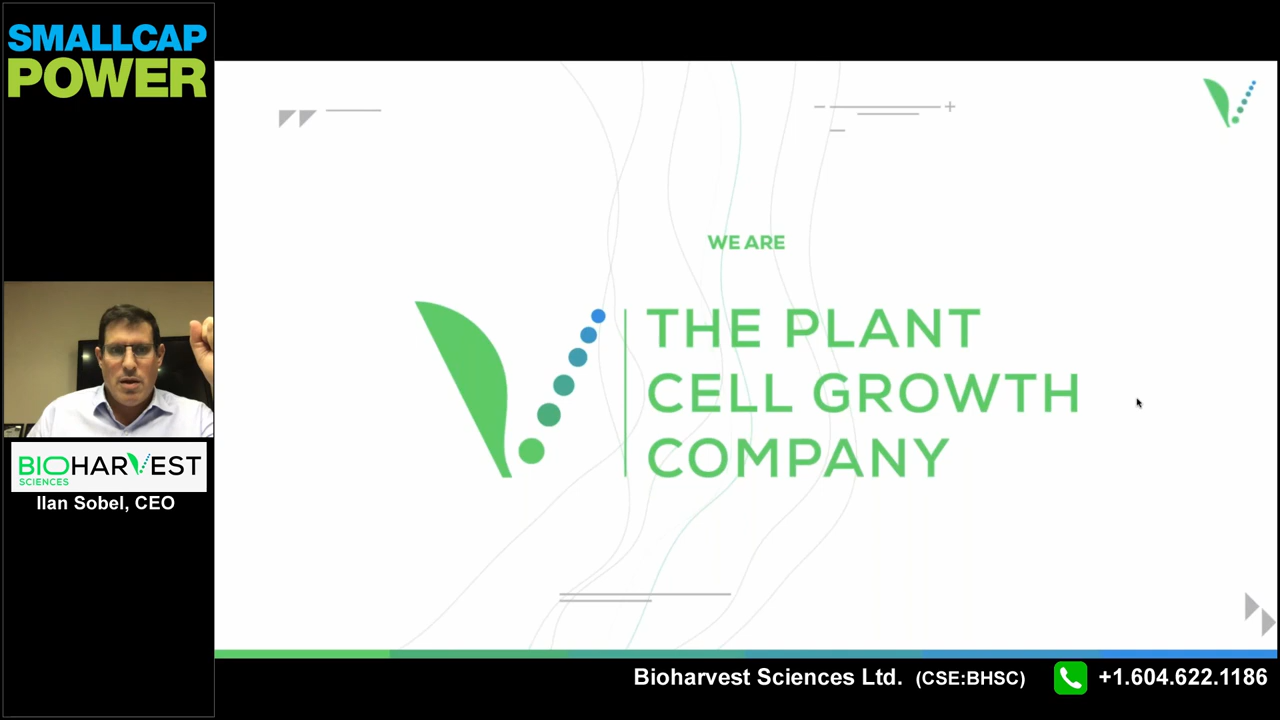 SMALLCAP
POWER
WE ARE
THE PLANT
CELL GROWTH
COMPANY
BIOHARVEST
SCIENCES
Ilan Sobel, CEO
Bioharvest Sciences Ltd. (CSE:BHSC) +1.604.622.1186